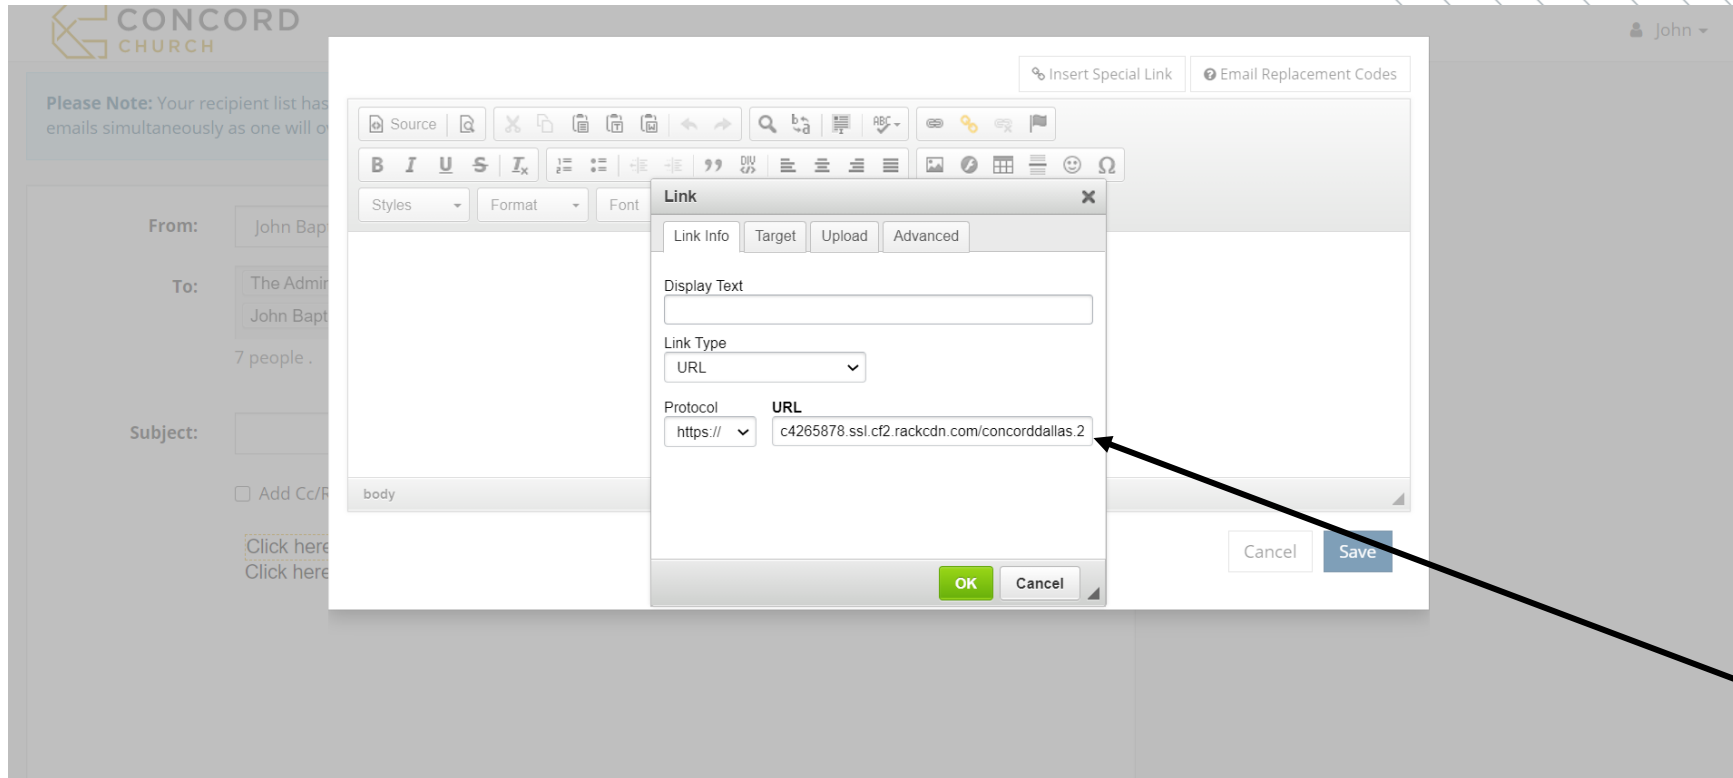 CONCORD
CHURCH
John
Insert Special Link
Email Replacement Codes
Please Note: Your recipient list has
emails simultaneously as one will
Source
ABC
B I U S Ix
DIV
Ω
Styles
Format
Font
Link
Link Info
Target
Upload
Advanced
From:
John Bap
To:
The Admin
John Bapt
7 people .
Display Text
Link Type
URL
Protocol
URL
https://
c4265878.ssl.cf2.rackcdn.com/concorddallas.2
Subject:
body
Add Cc/R
Click here
Click here
Cancel
Save
OK
Cancel